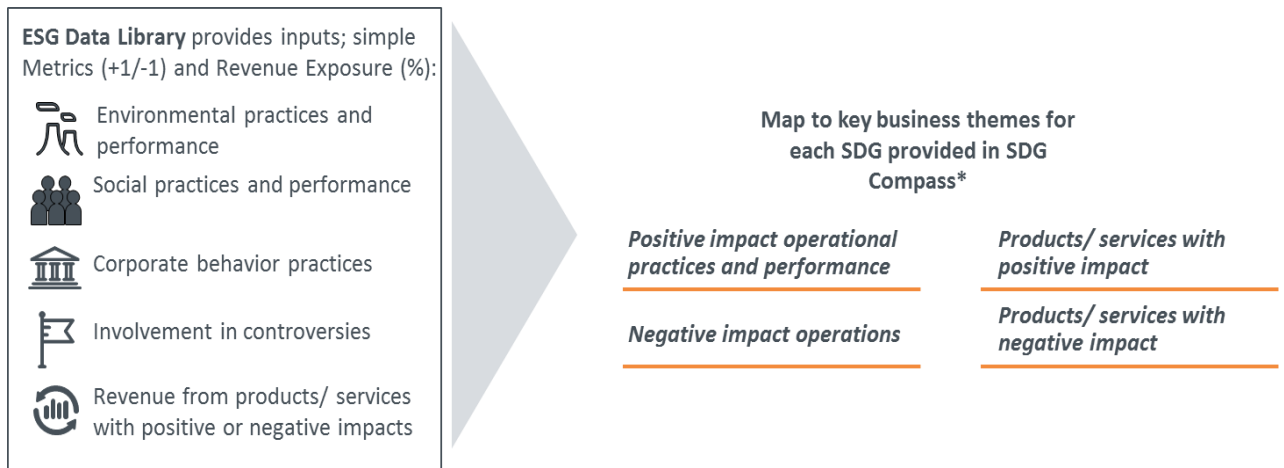 ESG Data Library provides inputs; simple
Metrics (+1/-1) and Revenue Exposure (%):
Environmental practices and
performance
Social practices and performance
Corporate behavior practices
Involvement in controversies
Revenue from products/ services
with positive or negative impacts
Map to key business themes for
each SDG provided in SDG
Compass*
Positive impact operational
practices and performance
Products/ services with
positive impact
Negative impact operations
Products/ services with
negative impact